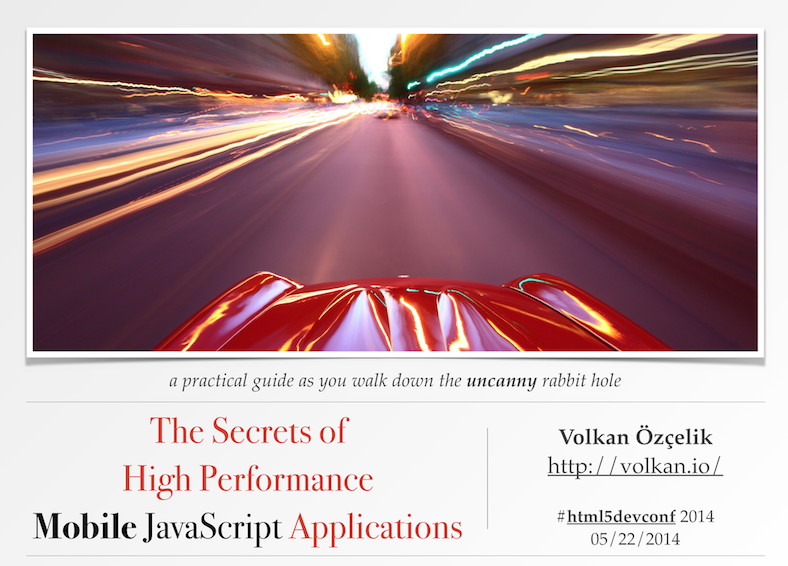 a practical guide as you walk down the uncanny rabbit hole
The Secrets of
High Performance
Mobile JavaScript Applications
Volkan Özçelik
http://volkan.io/
#html5devconf 2014
05/22/2014